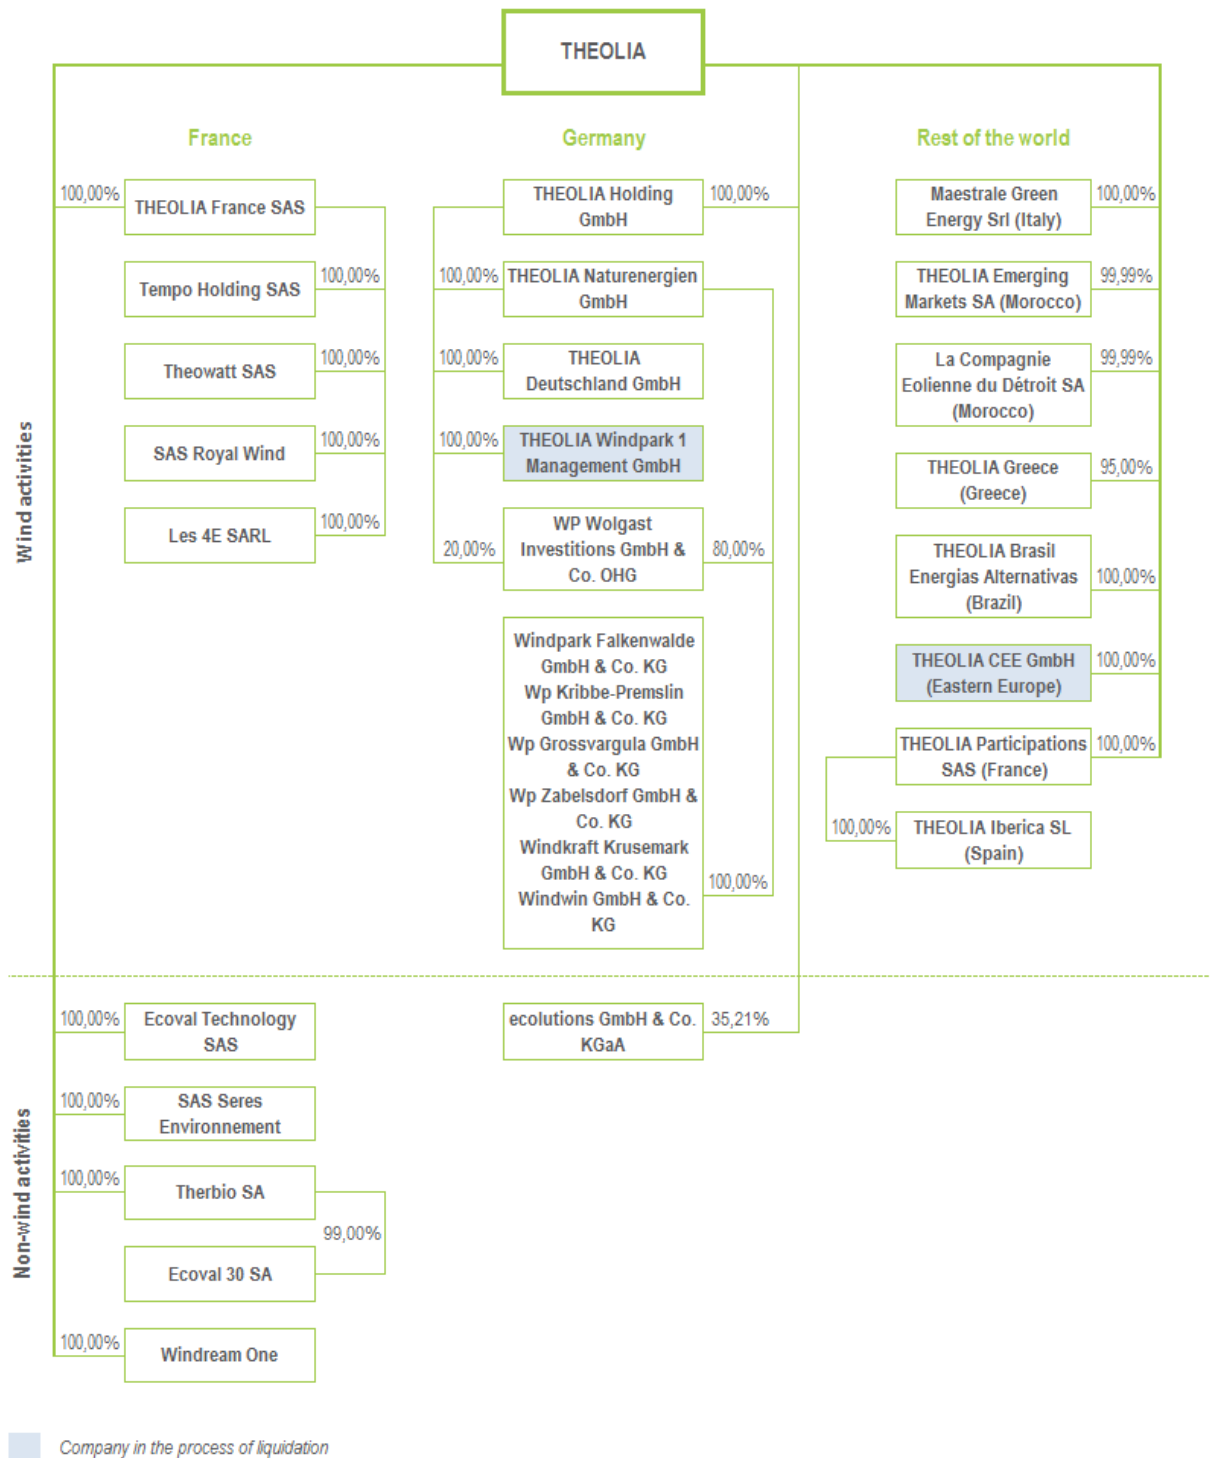 THEOLIA
France
Germany
Rest of the world
Wind activities
100,00%
THEOLIA France SAS
Tempo Holding SAS
100,00%
Theowatt SAS
100,00%
SAS Royal Wind
100,00%
Les 4E SARL
100,00%
THEOLIA Holding
GmbH
100,00%
100,00%
THEOLIA Naturenergien
GmbH
100,00%
THEOLIA
Deutschland GmbH
100,00%
THEOLIA Windpark 1
Management GmbH
20,00%
WP Wolgast
Investitions GmbH &
Co. OHG
80,00%
Windpark Falkenwalde
GmbH & Co. KG
Wp Kribbe-Premslin
GmbH & Co. KG
Wp Grossvargula GmbH
& Co. KG
Wp Zabelsdorf GmbH &
Co. KG
Windkraft Krusemark
GmbH & Co. KG
Windwin GmbH & Co.
KG
100,00%
Maestrale Green
Energy Srl (Italy)
100,00%
THEOLIA Emerging
Markets SA (Morocco)
99,99%
La Compagnie
Eolienne du Détroit SA
(Morocco)
99,99%
THEOLIA Greece
(Greece)
95,00%
THEOLIA Brasil
Energias Alternativas
(Brazil)
100,00%
THEOLIA CEE GmbH
(Eastern Europe)
100,00%
THEOLIA Participations
SAS (France)
100,00%
100,00%
THEOLIA Iberica SL
(Spain)
Non-wind activities
100,00%
Ecoval Technology
SAS
100,00%
SAS Seres
Environnement
100,00%
Therbio SA
99,00%
Ecoval 30 SA
100,00%
Windream One
ecolutions GmbH & Co.
KGaA
35,21%
Company in the process of liquidation